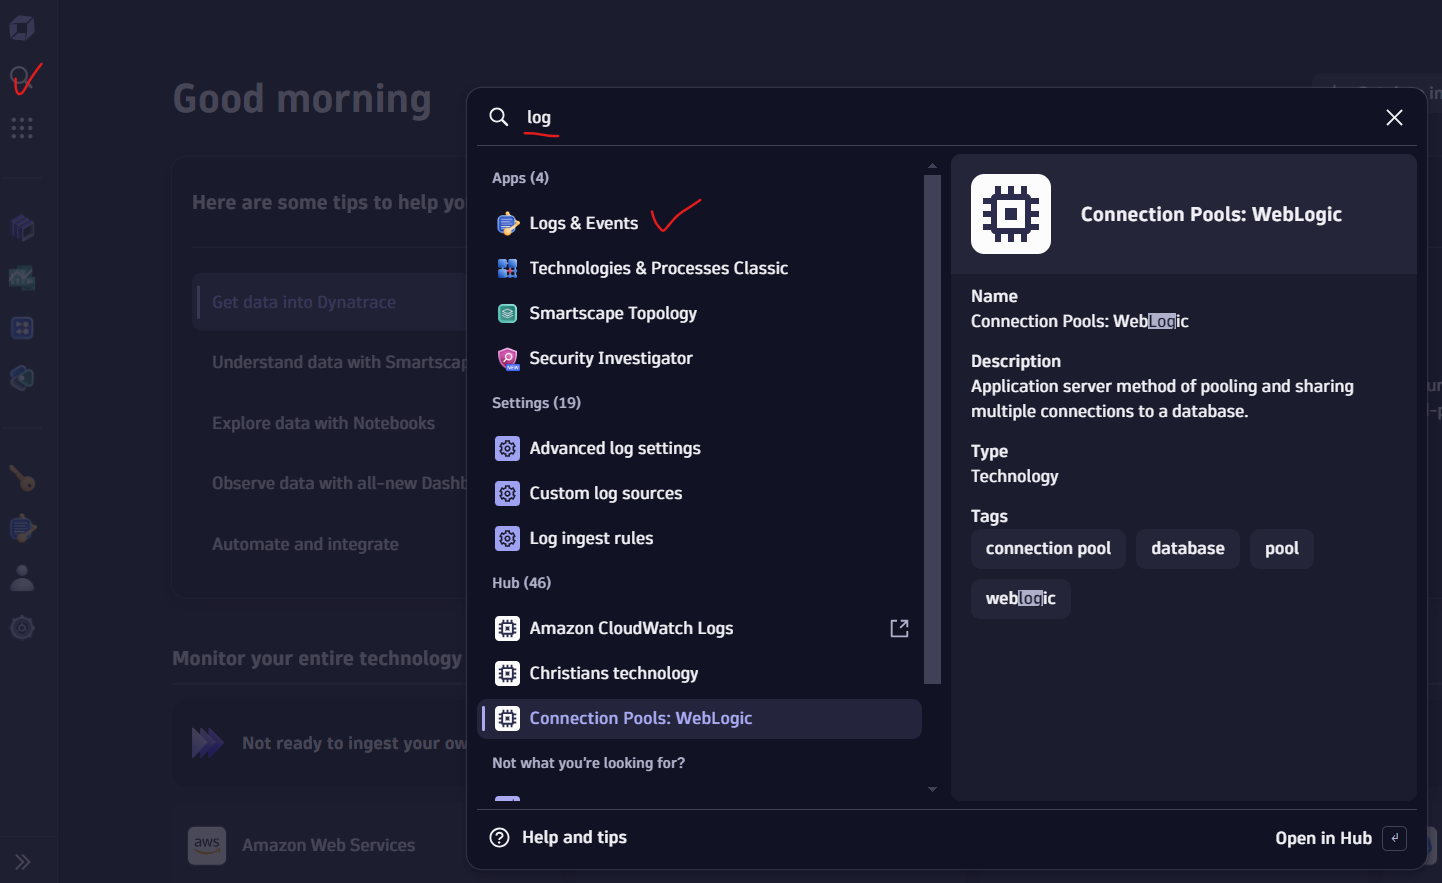 Good morning
Here are some tips to help yo
Get data into Dynatrace
Understand data with Smartscap
Explore data with Notebooks
Observe data with all-new Dashb
Automate and integrate
Monitor your entire technology
Not ready to ingest your ow
aws
Amazon Web Services
log
Apps (4)
Logs & Events
Technologies & Processes Classic
Smartscape Topology
Security Investigator
NEW
Settings (19)
Advanced log settings
Custom log sources
Log ingest rules
Hub (46)
Amazon CloudWatch Logs
Christians technology
Connection Pools: WebLogic
Not what you're looking for?
Help and tips
Connection Pools: WebLogic
Name
Connection Pools: WebLogic
Description
Application server method of pooling and sharing
multiple connections to a database.
Type
Technology
Tags
connection pool
database
pool
weblogic
Open in Hub